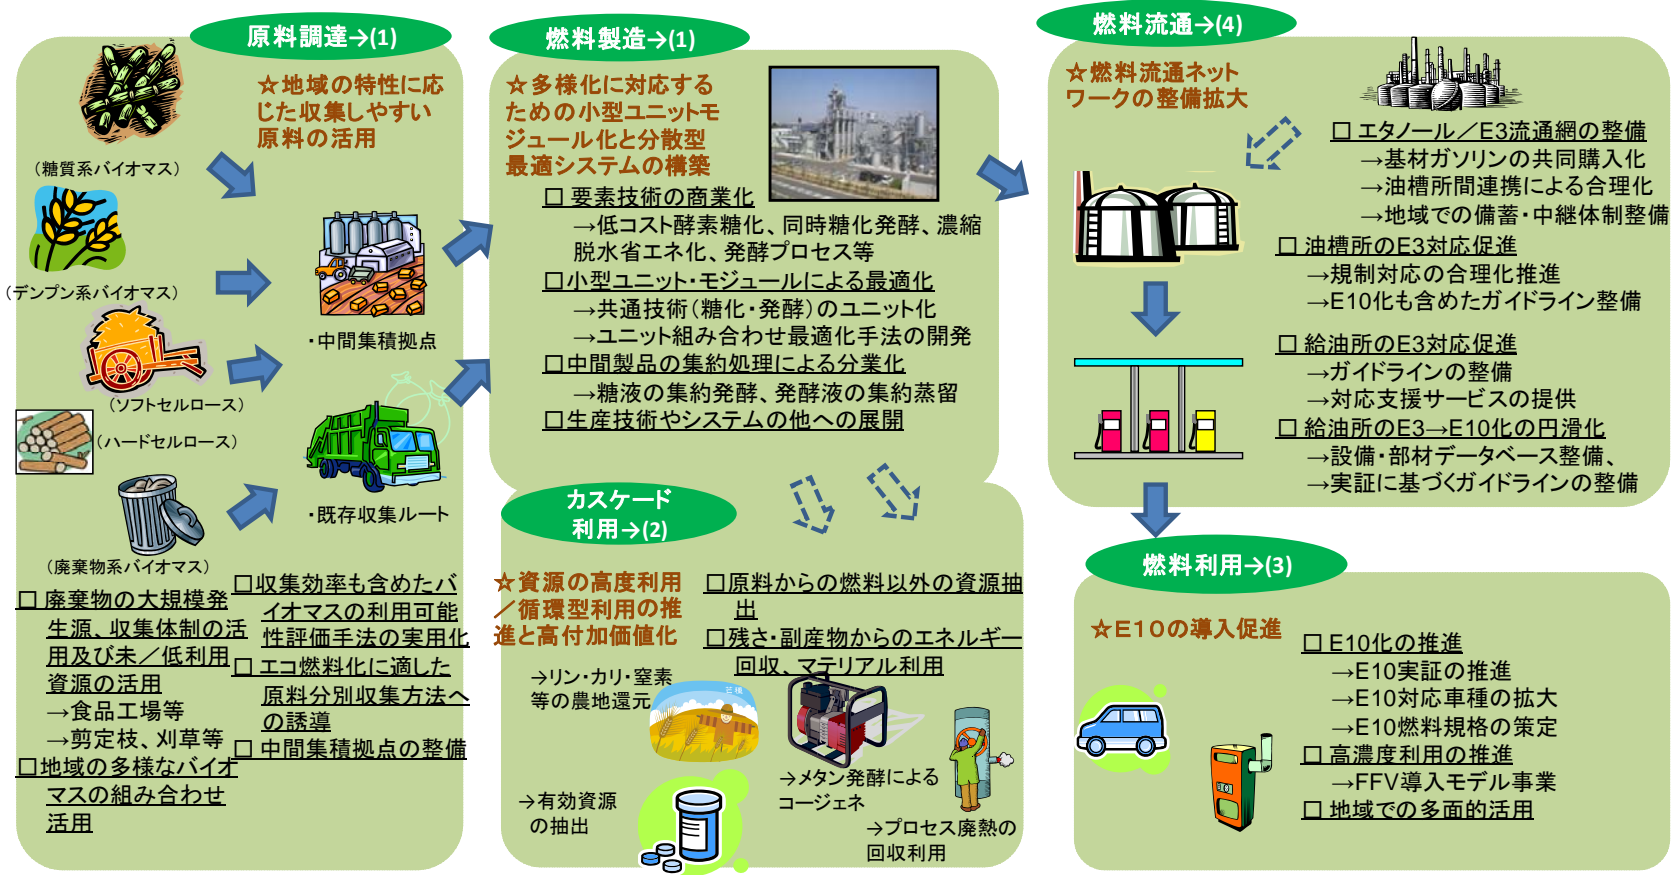 原料調達→(1)
☆地域の特性に応
じた収集しやすい
原料の活用
(糖質系バイオマス)
(デンプン系バイオマス)
(ソフトセルロース)
(ハードセルロース)
(廃棄物系バイオマス)
・中間集積拠点
・既存収集ルート
□ 廃棄物の大規模発
生源、収集体制の活
用及び未／低利用
資源の活用
→食品工場等
→剪定枝、刈草等
□地域の多様なバイオ
マスの組み合わせ
活用
□収集効率も含めたバ
イオマスの利用可能
性評価手法の実用化
□ エコ燃料化に適した
原料分別収集方法へ
の誘導
□ 中間集積拠点の整備
燃料製造→(1)
☆多様化に対応する
ための小型ユニットモ
ジュール化と分散型
最適システムの構築
□ 要素技術の商業化
→低コスト酵素糖化、同時糖化発酵、濃縮
脱水省エネ化、発酵プロセス等
□小型ユニット・モジュールによる最適化
→共通技術（糖化・発酵）のユニット化
→ユニット組み合わせ最適化手法の開発
□中間製品の集約処理による分業化
→糖液の集約発酵、発酵液の集約蒸留
□生産技術やシステムの他への展開
カスケード
利用→(2)
☆資源の高度利用
／循環型利用の推
進と高付加価値化
□原料からの燃料以外の資源抽
出
□残さ・副産物からのエネルギー
回収、マテリアル利用
→リン・カリ・窒素
等の農地還元
→有効資源
の抽出
→メタン発酵による
コージェネ
→プロセス廃熱の
回収利用
燃料流通→(4)
☆燃料流通ネット
ワークの整備拡大
□ エタノール／E3流通網の整備
→基材ガソリンの共同購入化
→油槽所間連携による合理化
→地域での備蓄・中継体制整備
□ 油槽所のE3対応促進
→規制対応の合理化推進
→E10化も含めたガイドライン整備
□ 給油所のE3対応促進
→ガイドラインの整備
→対応支援サービスの提供
□ 給油所のE3→E10化の円滑化
→設備・部材データベース整備、
→実証に基づくガイドラインの整備
燃料利用→(3)
☆Ｅ１０の導入促進
□ E10化の推進
→E10実証の推進
→E10対応車種の拡大
→E10燃料規格の策定
□ 高濃度利用の推進
→FFV導入モデル事業
□ 地域での多面的活用